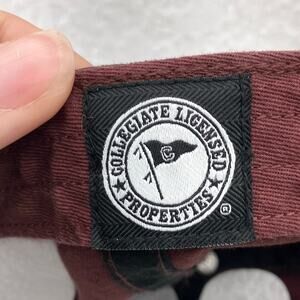 COLLEGIATE LICENSED
C
★ PROPERTIES ★
®